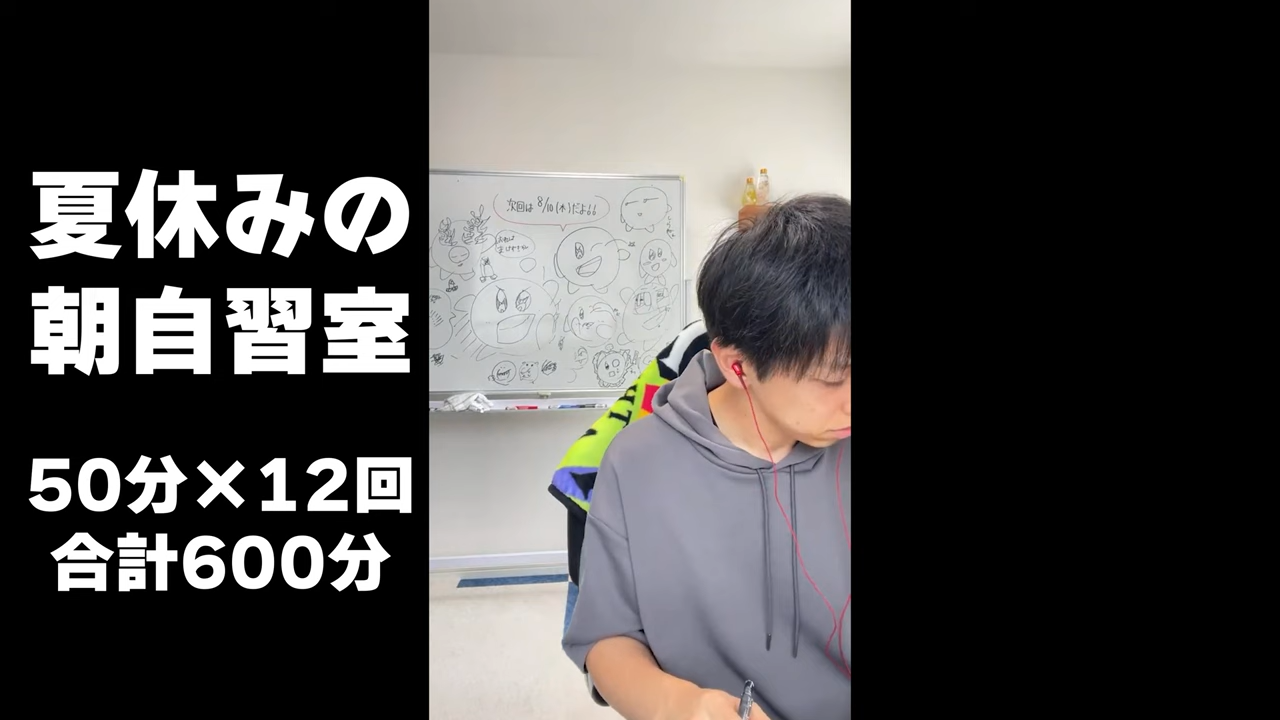 夏休みの
朝自習室
50分×12回
合計600分
次回は 8/10(木)だよ!!